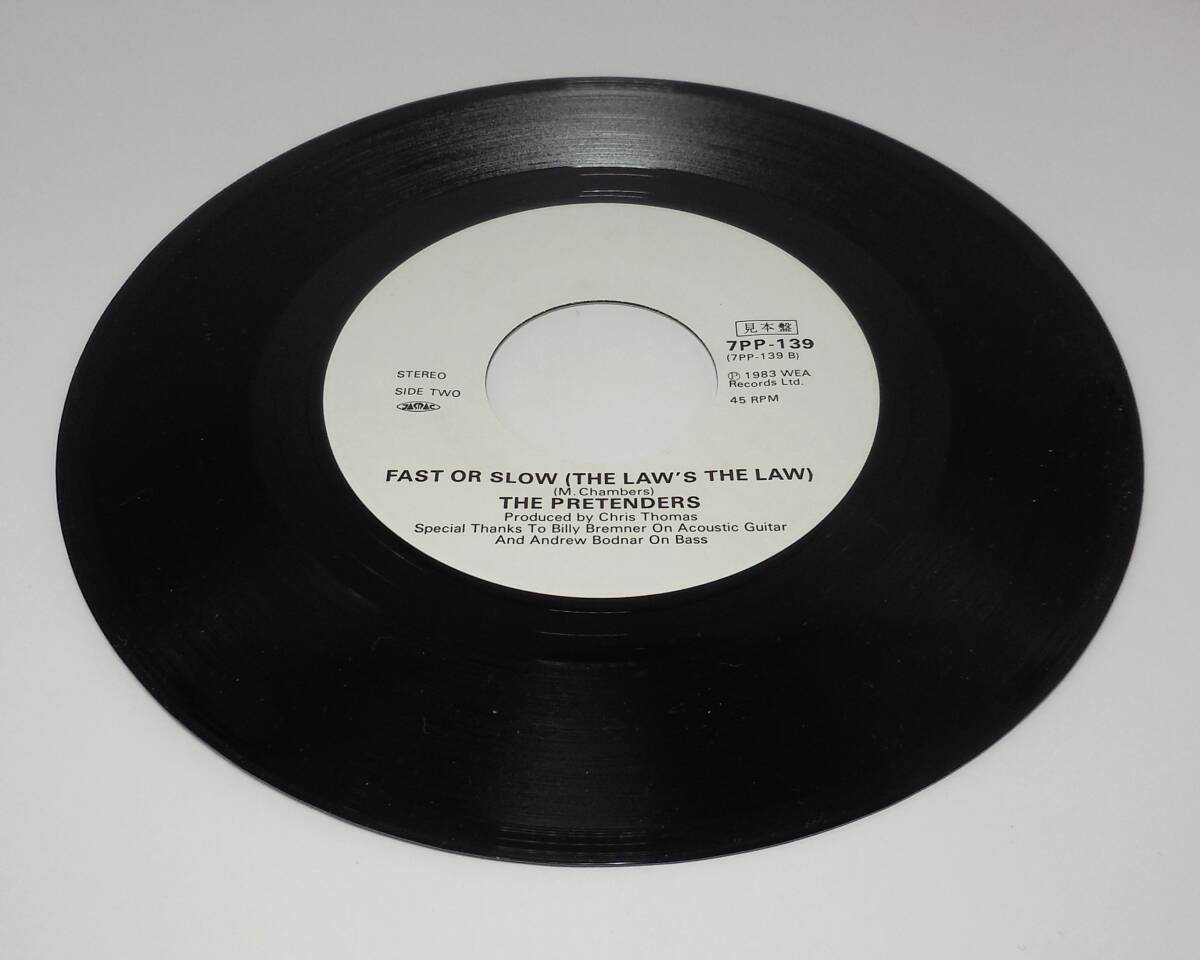 STEREO
SIDE TWO
JASRAC
見本盤
7PP-139
(7PP-139 B)
Ⓟ 1983 WEA
Records Ltd.
45 RPM
FAST OR SLOW (THE LAW'S THE LAW)
(M. Chambers)
THE PRETENDERS
Produced by Chris Thomas
Special Thanks To Billy Bremner On Acoustic Guitar
And Andrew Bodnar On Bass